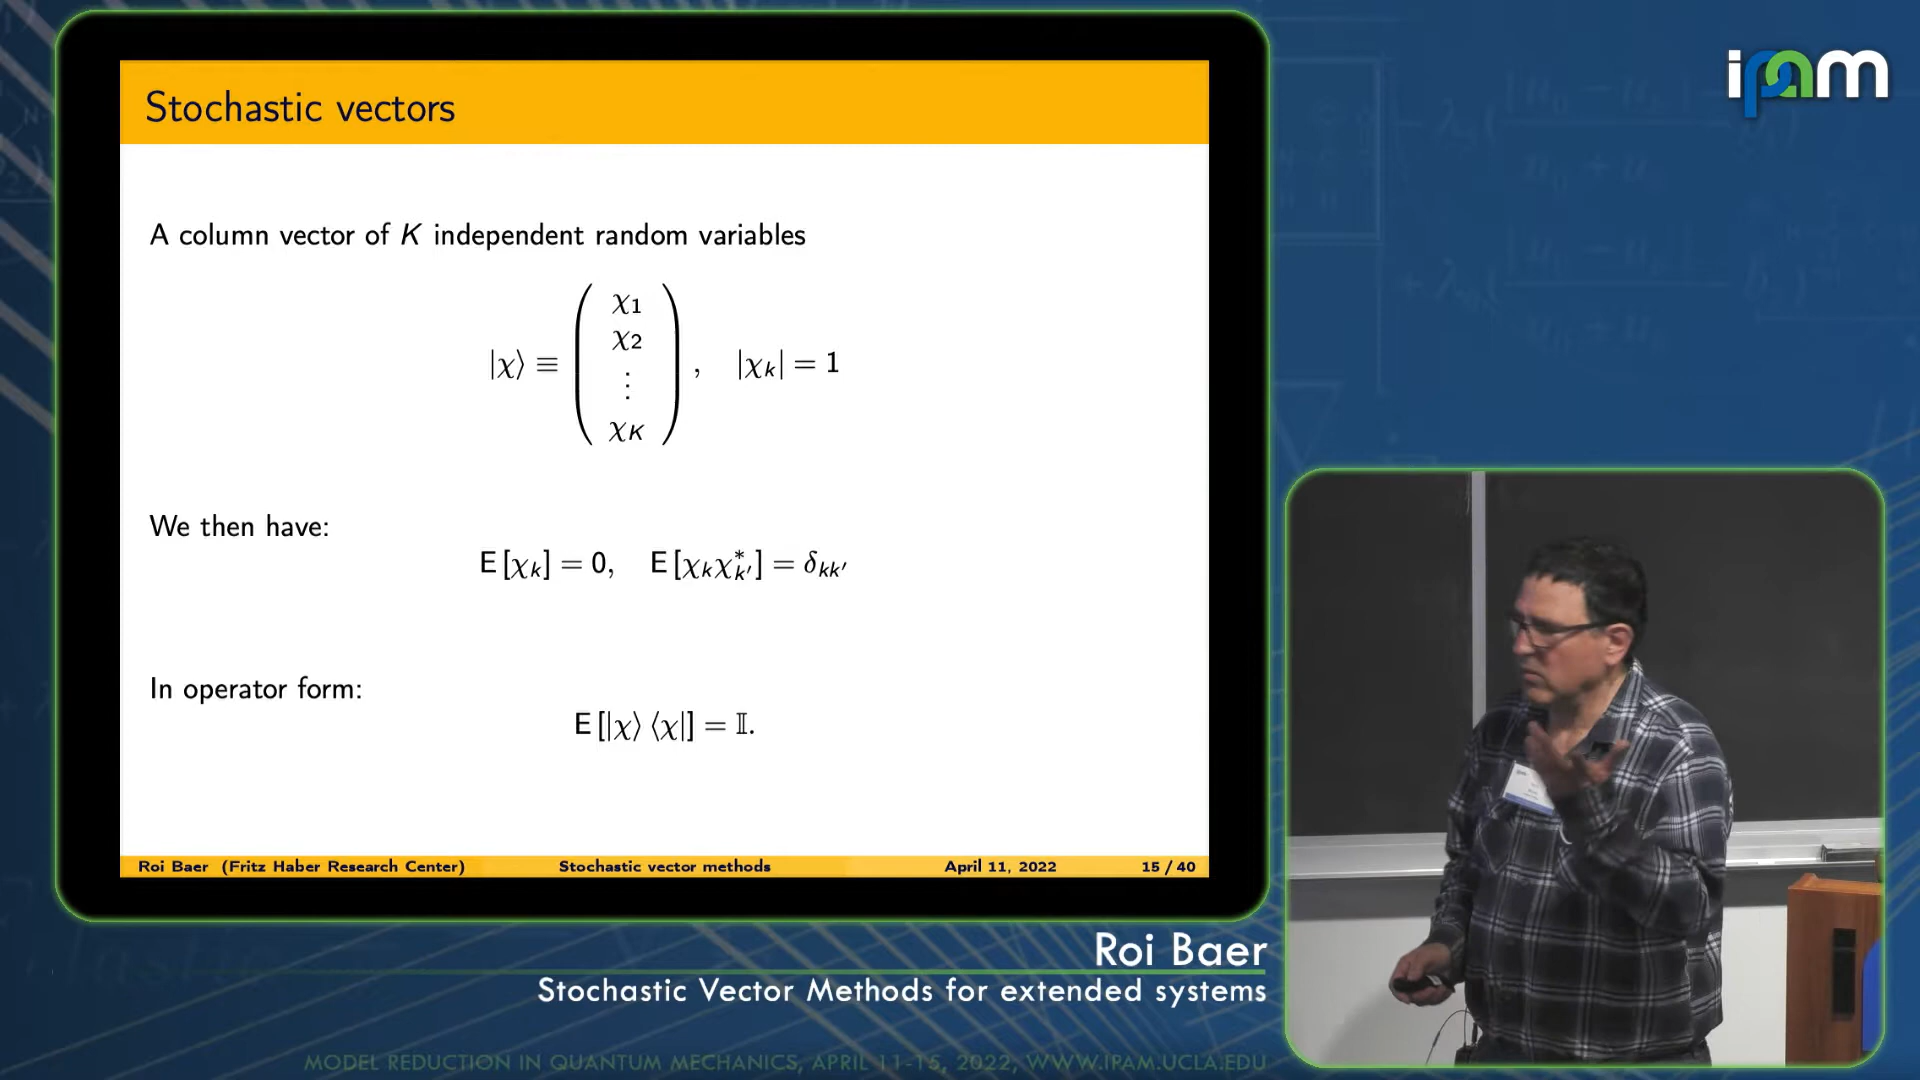 ipam
Stochastic vectors
A column vector of K independent random variables
|χ⟩ ≡ ( χ1 χ2 ⋮ χK ) , |χk| = 1
We then have:
E [χk] = 0, E [χkχ*k′] = δkk′
In operator form:
E [|χ⟩ ⟨χ|] = 𝕀.
Roi Baer (Fritz Haber Research Center) Stochastic vector methods April 11, 2022 15 / 40
Roi Baer
Stochastic Vector Methods for extended systems
MODEL REDUCTION IN QUANTUM MECHANICS, APRIL 11-15, 2022, WWW.IPAM.UCLA.EDU